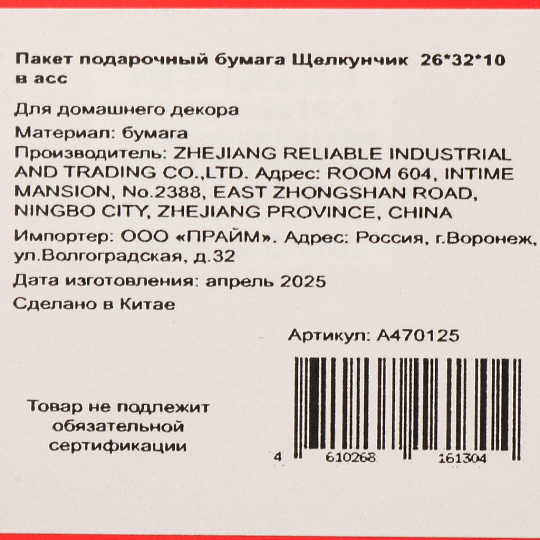 Пакет подарочный бумага Щелкунчик 26*32*10
в асс
Для домашнего декора
Материал: бумага
Производитель: ZHEJIANG RELIABLE INDUSTRIAL
AND TRADING CO.,LTD. Адрес: ROOM 604, INTIME
MANSION, No.2388, EAST ZHONGSHAN ROAD,
NINGBO CITY, ZHEJIANG PROVINCE, CHINA
Импортер: ООО «ПРАЙМ». Адрес: Россия, г.Воронеж,
ул.Волгоградская, д.32
Дата изготовления: апрель 2025
Сделано в Китае
Артикул: A470125
Товар не подлежит
обязательной
сертификации
4 610268 161304